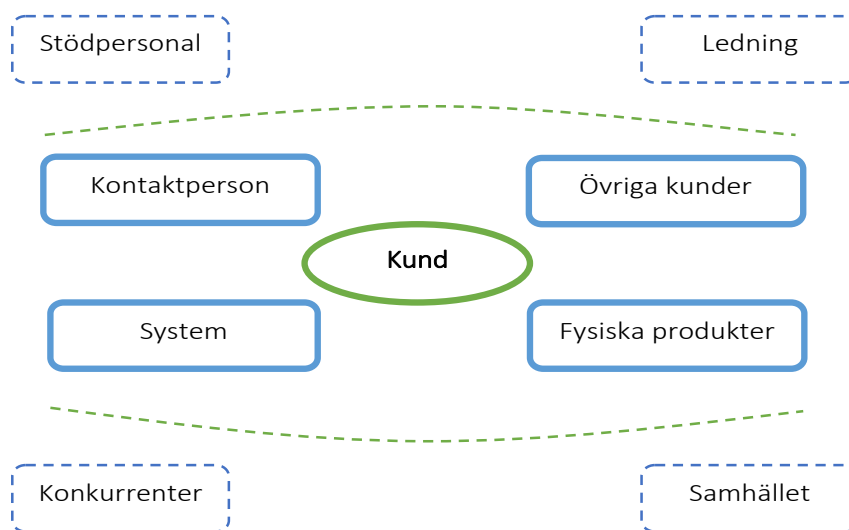 Stödpersonal
Ledning
Kontaktperson
Övriga kunder
Kund
System
Fysiska produkter
Konkurrenter
Samhället